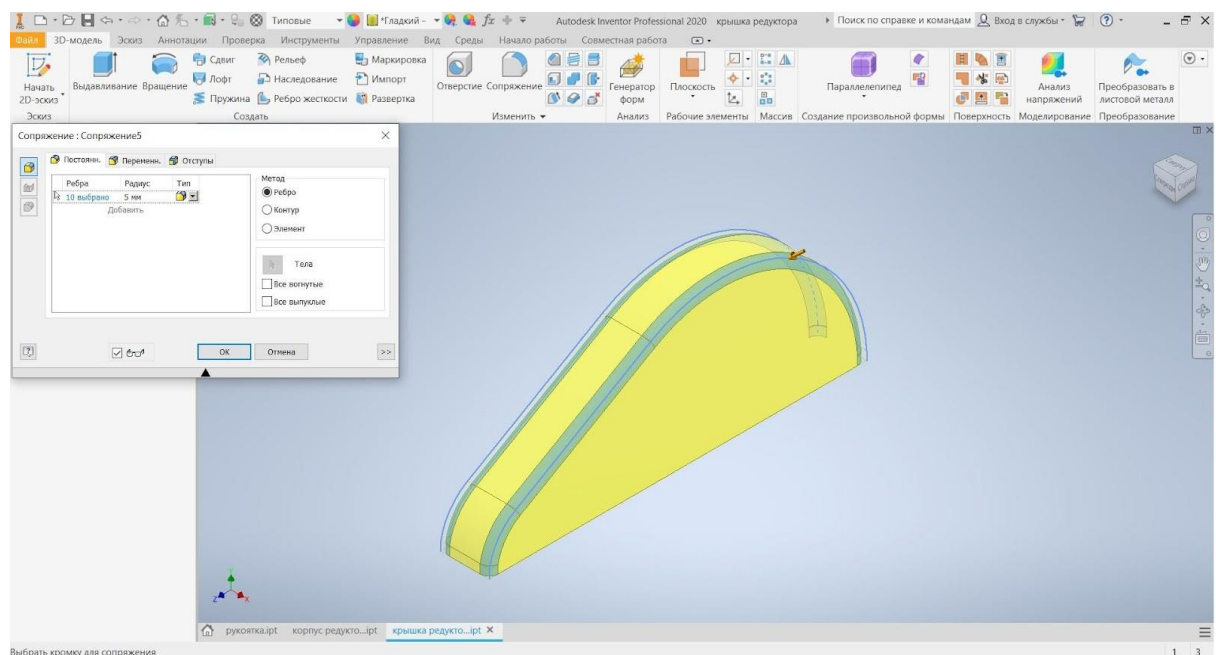 Типовые *Гладкий – Autodesk Inventor Professional 2020 крышка редуктора Поиск по справке и командам Вход в службы
Файл 3D-модель Эскиз Аннотации Проверка Инструменты Управление Вид Среды Начало работы Совместная работа
Начать 2D-эскиз
Выдавливание Вращение
Сдвиг Рельеф Маркировка
Лофт Наследование Импорт
Пружина Ребро жесткости Развертка
Отверстие Сопряжение
Генератор форм
Плоскость
Параллелепипед
Анализ напряжений
Преобразовать в листовой металл
Эскиз Создать Изменить Анализ Рабочие элементы Массив Создание произвольной формы Поверхность Моделирование Преобразование
Сопряжение : Сопряжение5
Постоянн. Переменн. Отступы
Ребра Радиус Тип
10 выбрано 5 мм
Добавить
Метод
Ребро
Контур
Элемент
Тела
Все вогнутые
Все выпуклые
ОК Отмена >>
Y
Z X
рукоятка.ipt корпус редукто...ipt крышка редукто...ipt
Выбрать кромку для сопряжения 1 3